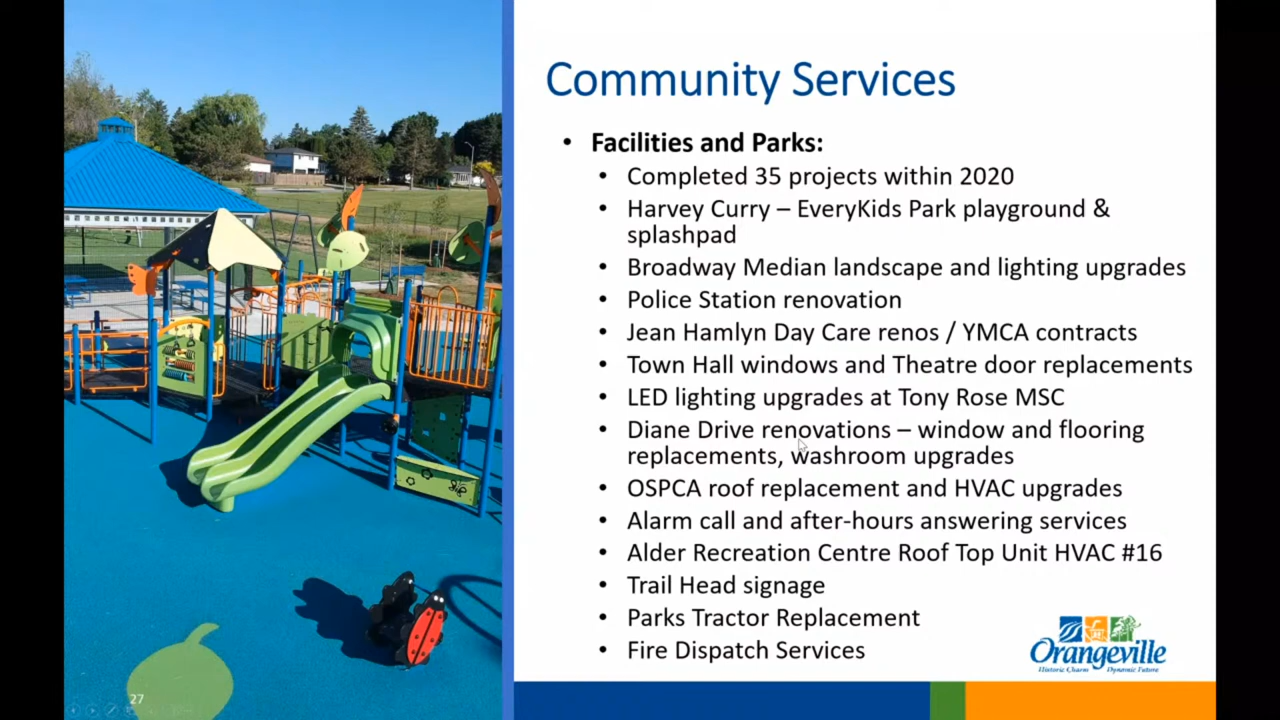 Community Services
• Facilities and Parks:
• Completed 35 projects within 2020
• Harvey Curry – EveryKids Park playground &
splashpad
• Broadway Median landscape and lighting upgrades
• Police Station renovation
• Jean Hamlyn Day Care renos / YMCA contracts
• Town Hall windows and Theatre door replacements
• LED lighting upgrades at Tony Rose MSC
• Diane Drive renovations – window and flooring
replacements, washroom upgrades
• OSPCA roof replacement and HVAC upgrades
• Alarm call and after-hours answering services
• Alder Recreation Centre Roof Top Unit HVAC #16
• Trail Head signage
• Parks Tractor Replacement
• Fire Dispatch Services
Orangeville
Historic Charm Dynamic Future
27